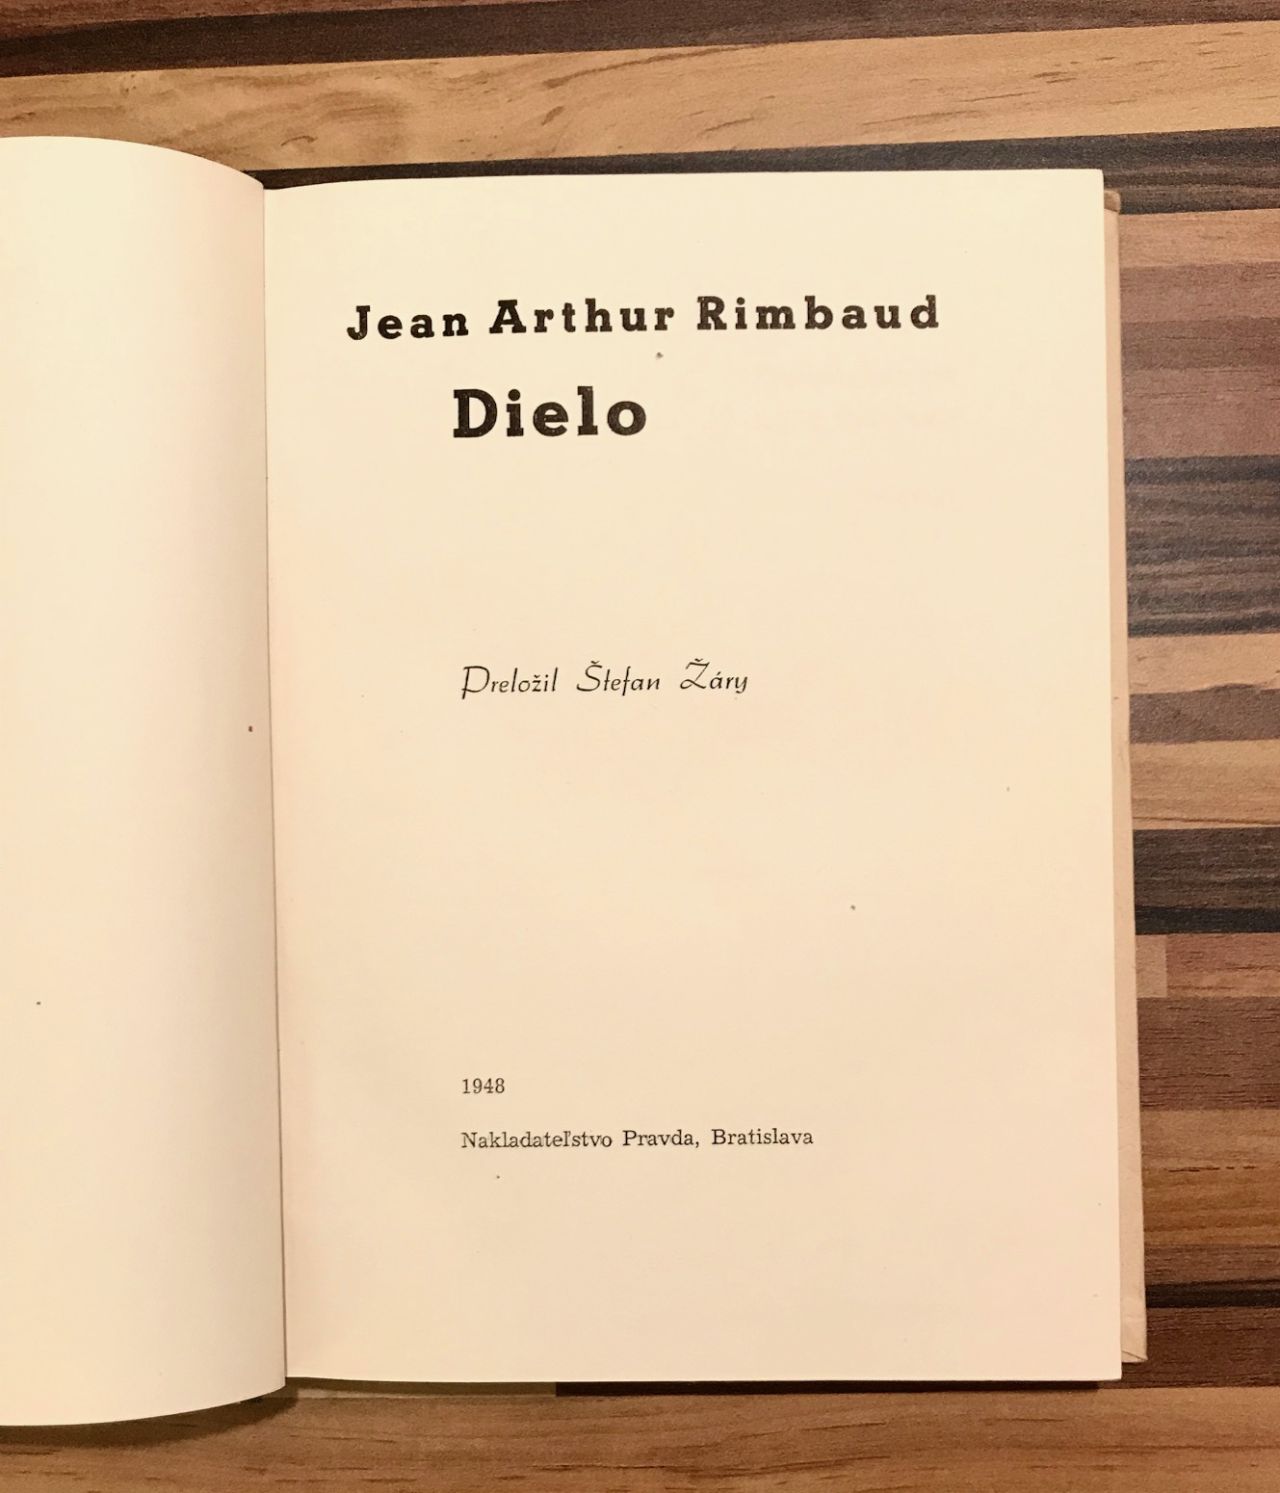 Jean Arthur Rimbaud
Dielo
Preložil Štefan Žáry
1948
Nakladateľstvo Pravda, Bratislava